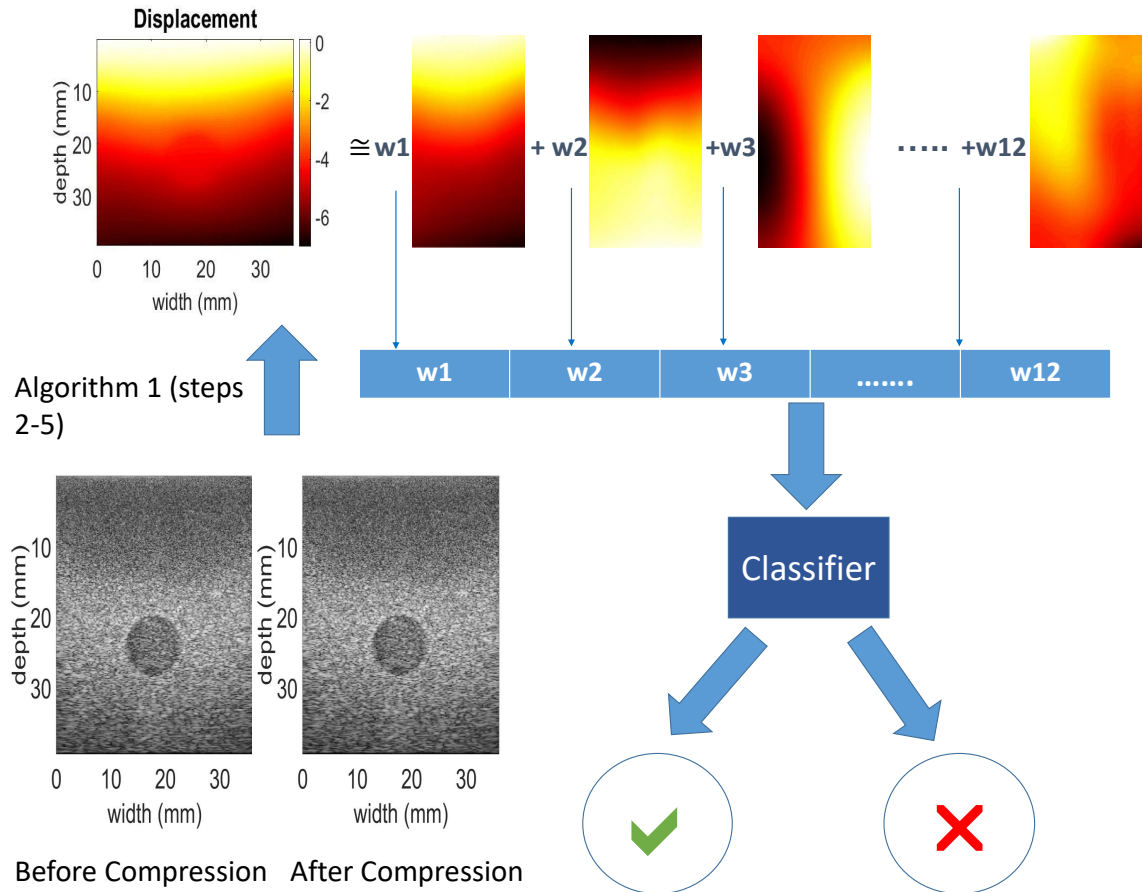 Displacement
0
-2
-4
-6
10
20
30
depth (mm)
0 10 20 30
width (mm)
≅ w1 + w2 +w3 ..... +w12
w1 w2 w3 ....... w12
Algorithm 1 (steps
2-5)
Classifier
10
20
30
depth (mm)
0 10 20 30
width (mm)
10
20
30
depth (mm)
0 10 20 30
width (mm)
Before Compression After Compression